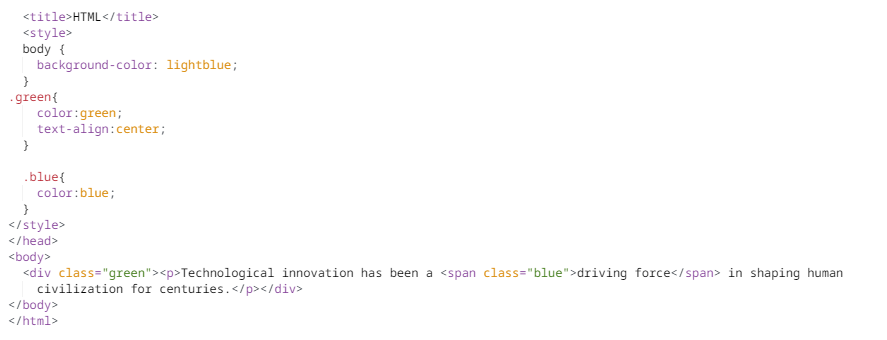 <title>HTML</title>
<style>
body {
background-color: lightblue;
}
.green{
color:green;
text-align:center;
}
.blue{
color:blue;
}
</style>
</head>
<body>
<div class="green"><p>Technological innovation has been a <span class="blue">driving force</span> in shaping human
civilization for centuries.</p></div>
</body>
</html>